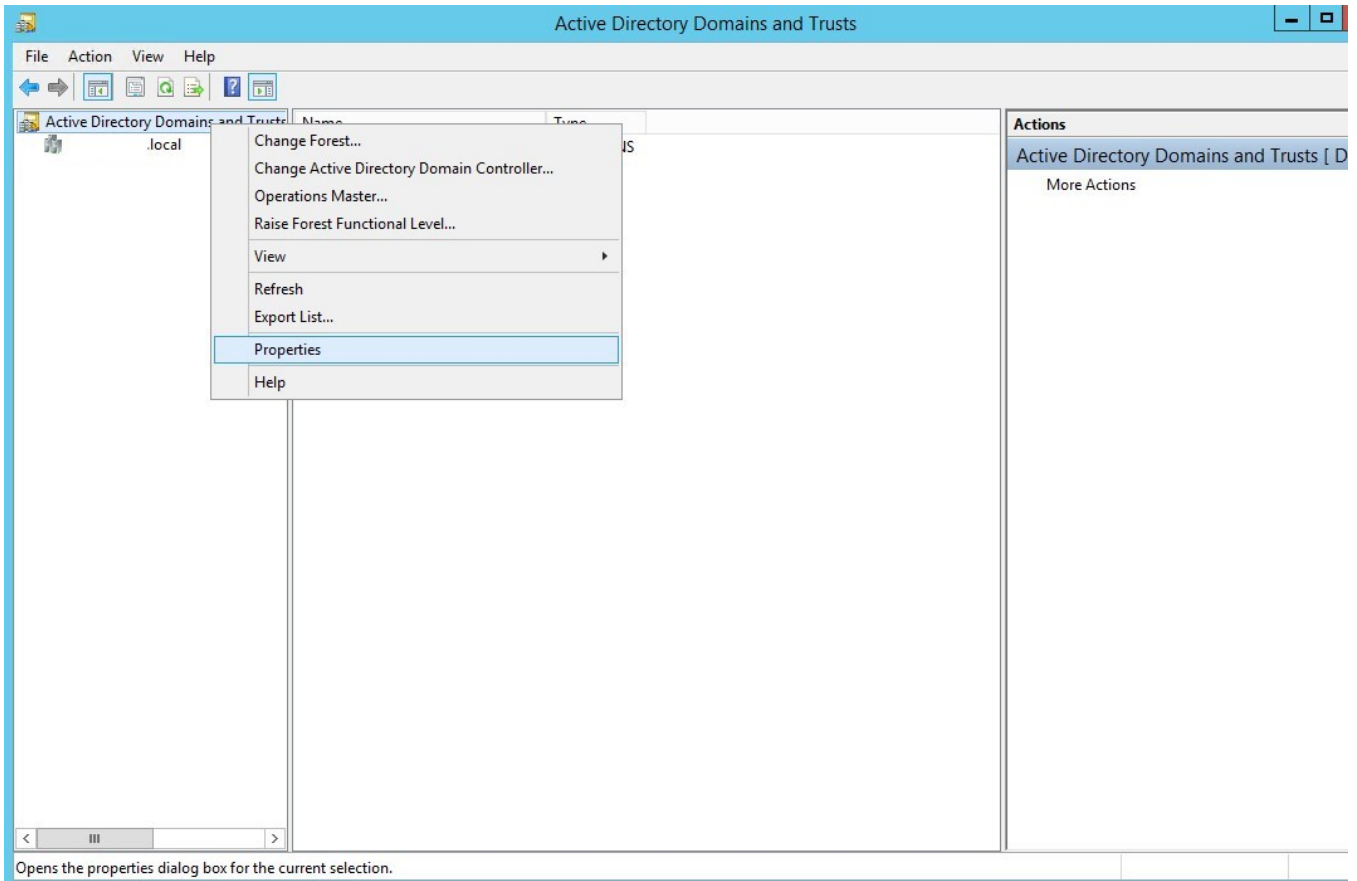 Active Directory Domains and Trusts
File Action View Help
Active Directory Domains and Trusts
.local
Name Type
Change Forest...
Change Active Directory Domain Controller...
Operations Master...
Raise Forest Functional Level...
View
Refresh
Export List...
Properties
Help
Actions
Active Directory Domains and Trusts [ D
More Actions
Opens the properties dialog box for the current selection.